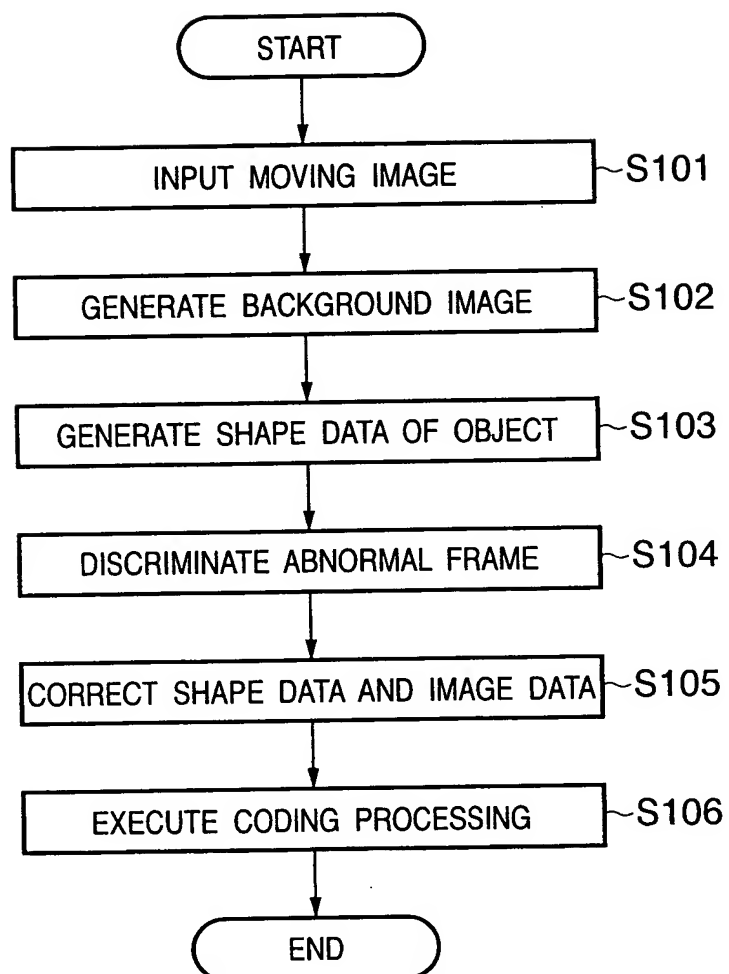 START
INPUT MOVING IMAGE ~S101
GENERATE BACKGROUND IMAGE ~S102
GENERATE SHAPE DATA OF OBJECT ~S103
DISCRIMINATE ABNORMAL FRAME ~S104
CORRECT SHAPE DATA AND IMAGE DATA ~S105
EXECUTE CODING PROCESSING ~S106
END